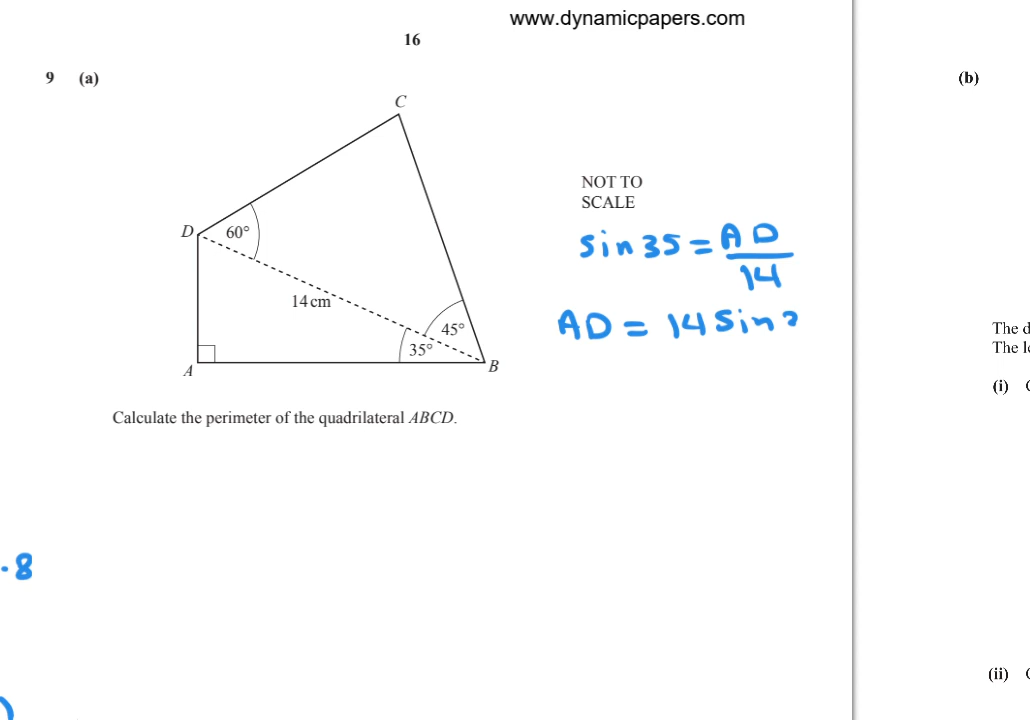 www.dynamicpapers.com
16
9 (a)
(b)
C
NOT TO
SCALE
D
60°
sin 35 = AD
14
14 cm
AD = 14 sin
45°
35°
A
B
The
The
(i)
Calculate the perimeter of the quadrilateral ABCD.
.8
(ii)